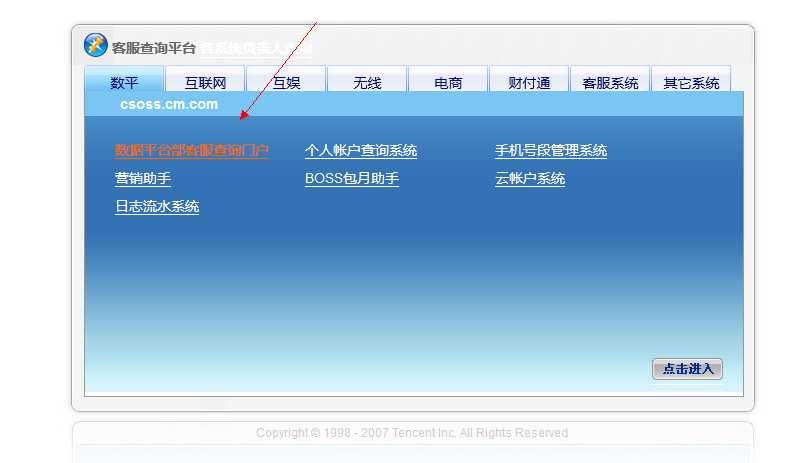 客服查询平台 各系统负责人查询
数平 互联网 互娱 无线 电商 财付通 客服系统 其它系统
csoss.cm.com
数据平台部客服查询门户 个人帐户查询系统 手机号段管理系统
营销助手 BOSS包月助手 云帐户系统
日志流水系统
点击进入
Copyright © 1998 - 2007 Tencent Inc. All Rights Reserved